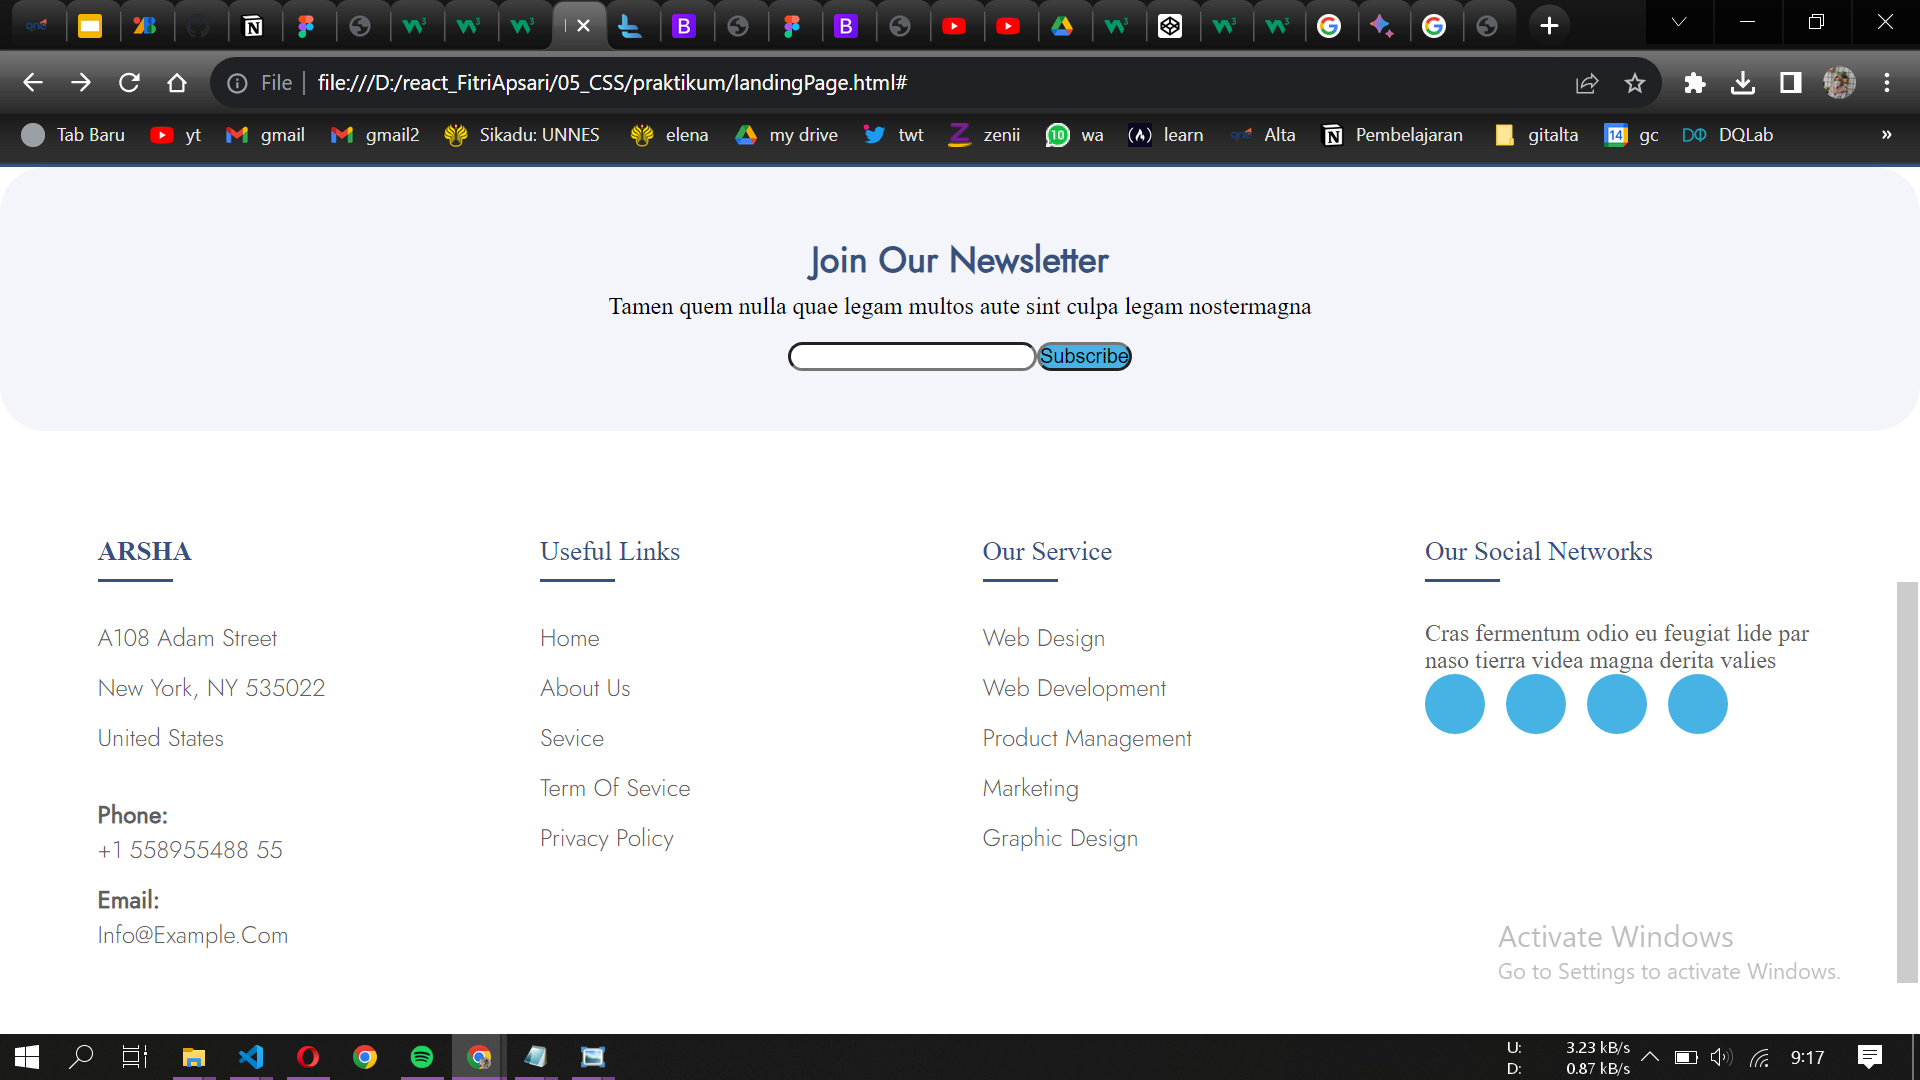 File
file:///D:/react_FitriApsari/05_CSS/praktikum/landingPage.html#
Tab Baru
yt
gmail
gmail2
Sikadu: UNNES
elena
my drive
twt
zenii
10
wa
learn
Alta
Pembelajaran
gitalta
14
gc
DQLab
»
Join Our Newsletter
Tamen quem nulla quae legam multos aute sint culpa legam nostermagna
Subscribe
ARSHA
A108 Adam Street
New York, NY 535022
United States
Phone:
+1 558955488 55
Email:
Info@Example.Com
Useful Links
Home
About Us
Sevice
Term Of Sevice
Privacy Policy
Our Service
Web Design
Web Development
Product Management
Marketing
Graphic Design
Our Social Networks
Cras fermentum odio eu feugiat lide par
naso tierra videa magna derita valies
Activate Windows
Go to Settings to activate Windows.
U: 3.23 kB/s
D: 0.87 kB/s
9:17